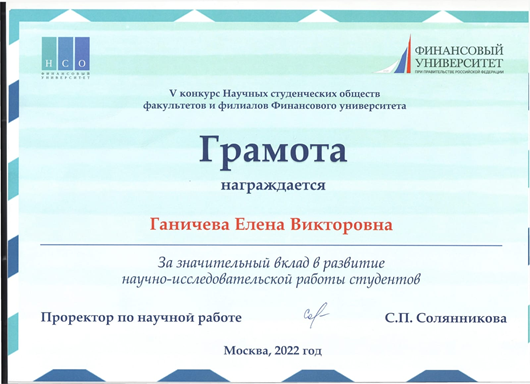 Н С О
ФИНАНСОВЫЙ
УНИВЕРСИТЕТ
ФИНАНСОВЫЙ
УНИВЕРСИТЕТ
ПРИ ПРАВИТЕЛЬСТВЕ РОССИЙСКОЙ ФЕДЕРАЦИИ
V конкурс Научных студенческих обществ
факультетов и филиалов Финансового университета
Грамота
награждается
Ганичева Елена Викторовна
За значительный вклад в развитие
научно-исследовательской работы студентов
Проректор по научной работе
С.П. Солянникова
Москва, 2022 год